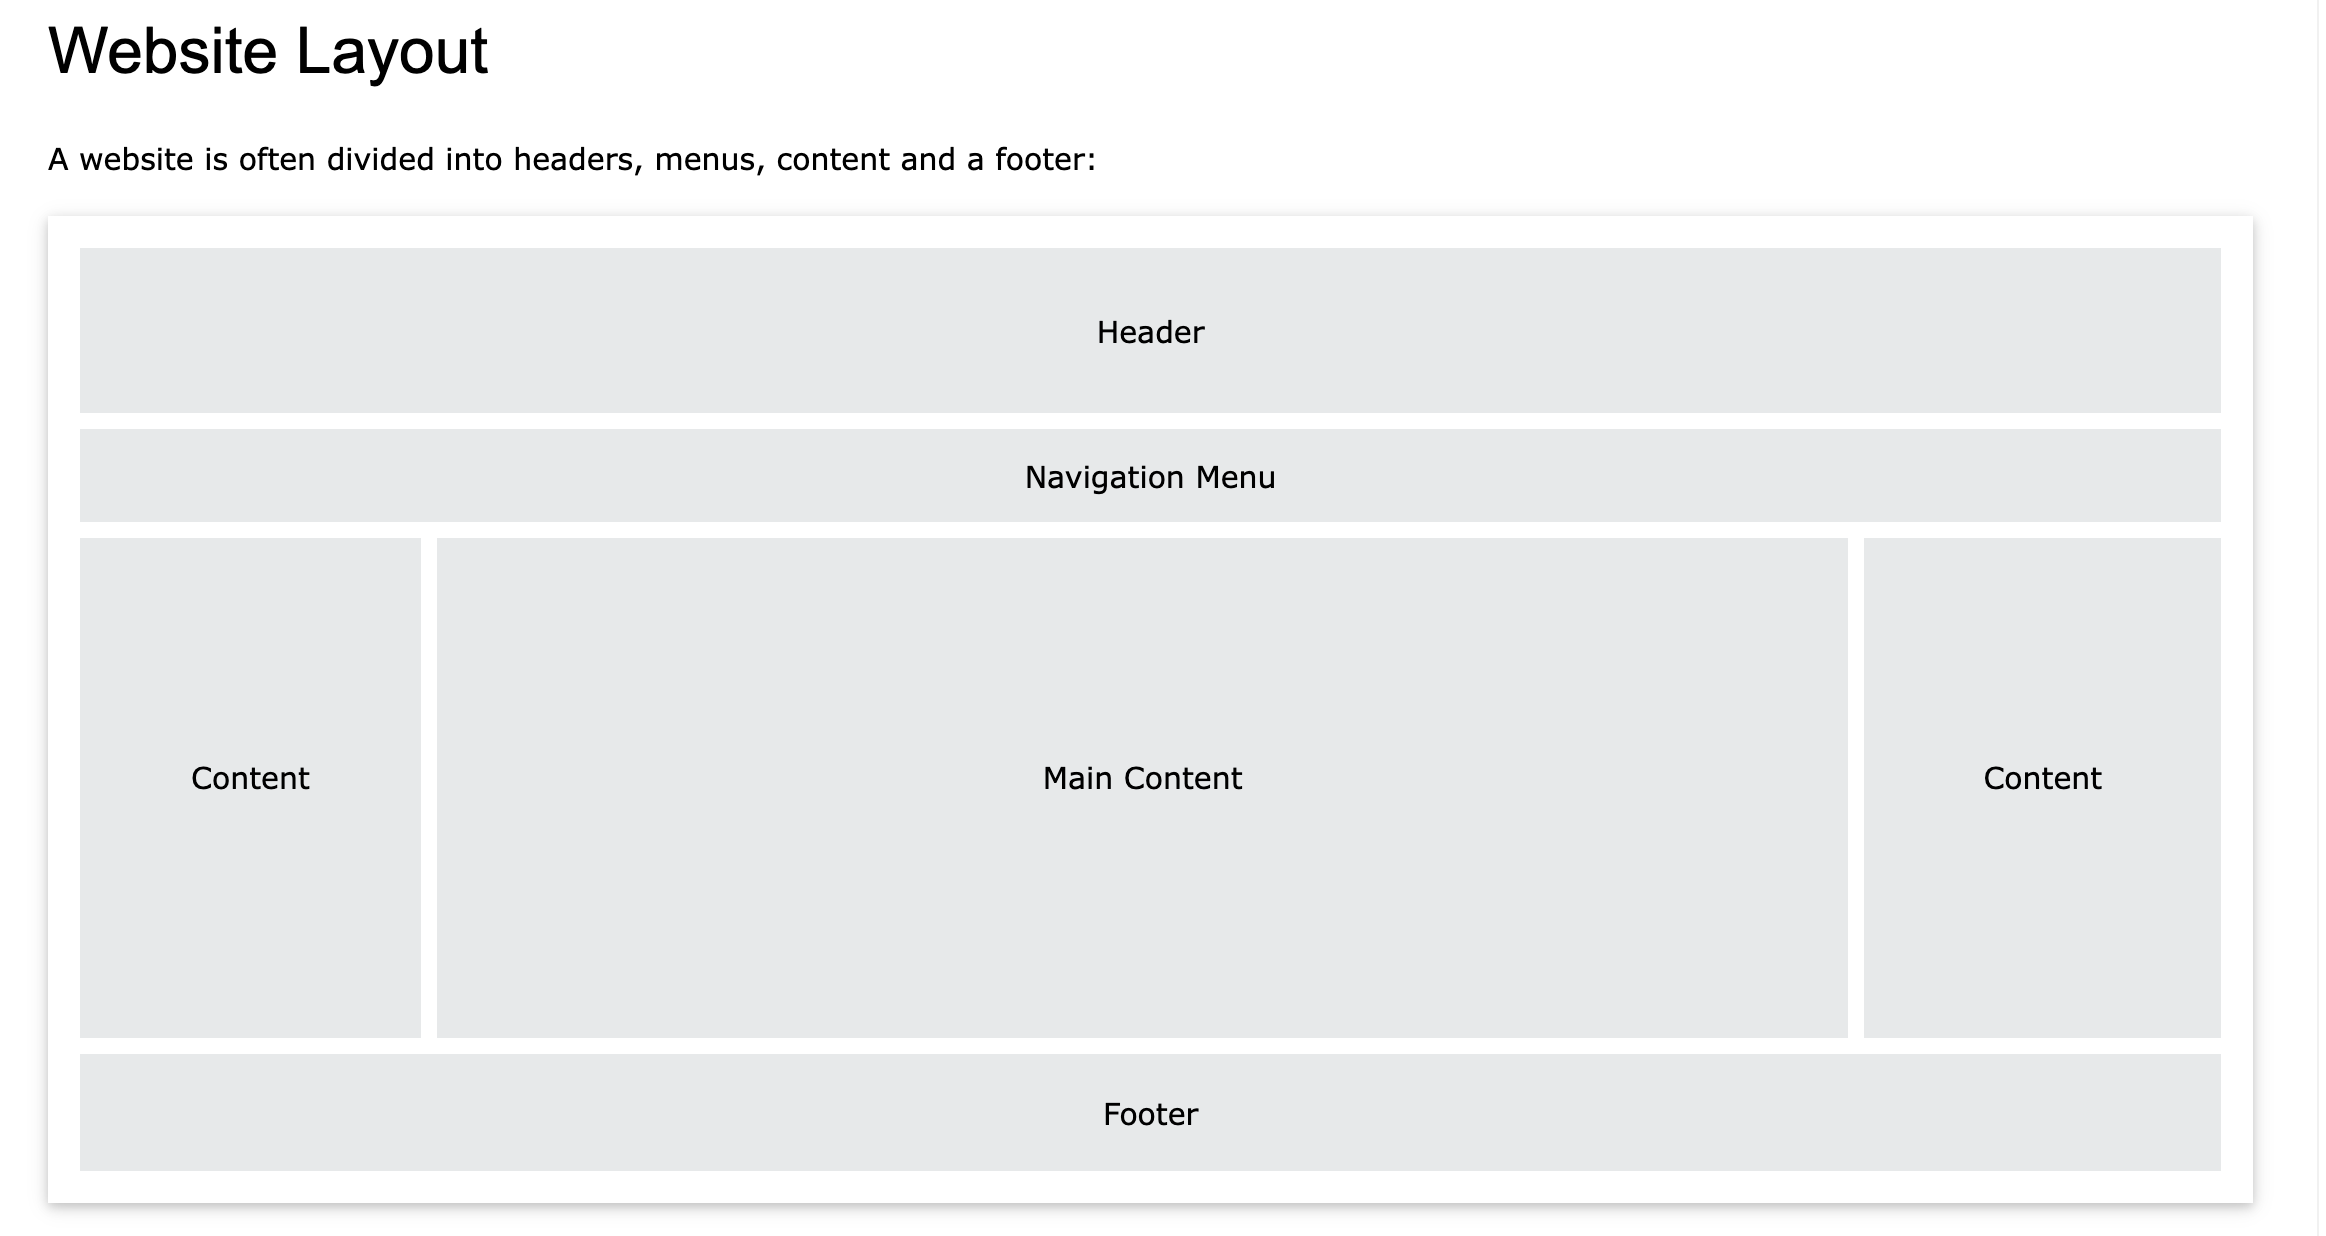 Website Layout
A website is often divided into headers, menus, content and a footer:
Header
Navigation Menu
Content
Main Content
Content
Footer